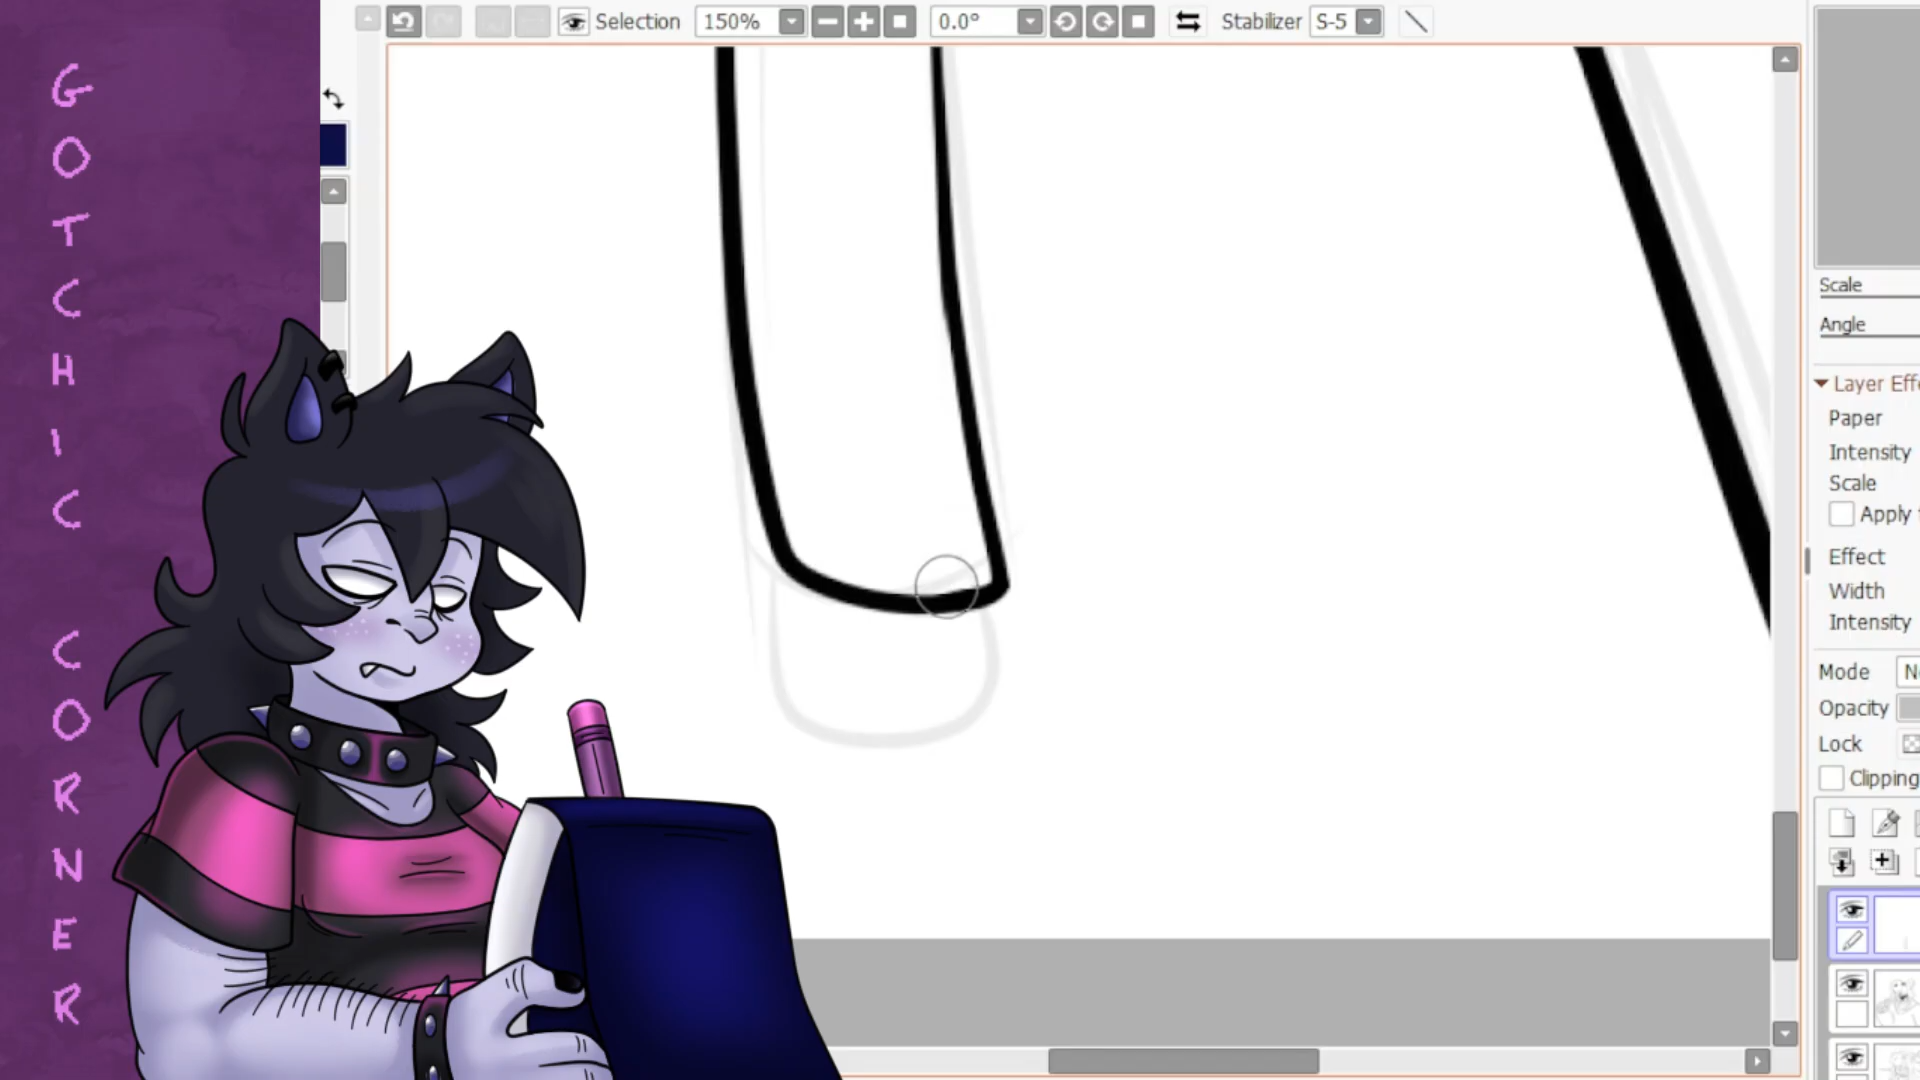 GOTCHIC CORNER
Selection 150% 0.0° Stabilizer S-5
Scale
Angle
Layer Eff
Paper
Intensity
Scale
Apply
Effect
Width
Intensity
Mode N
Opacity
Lock
Clipping